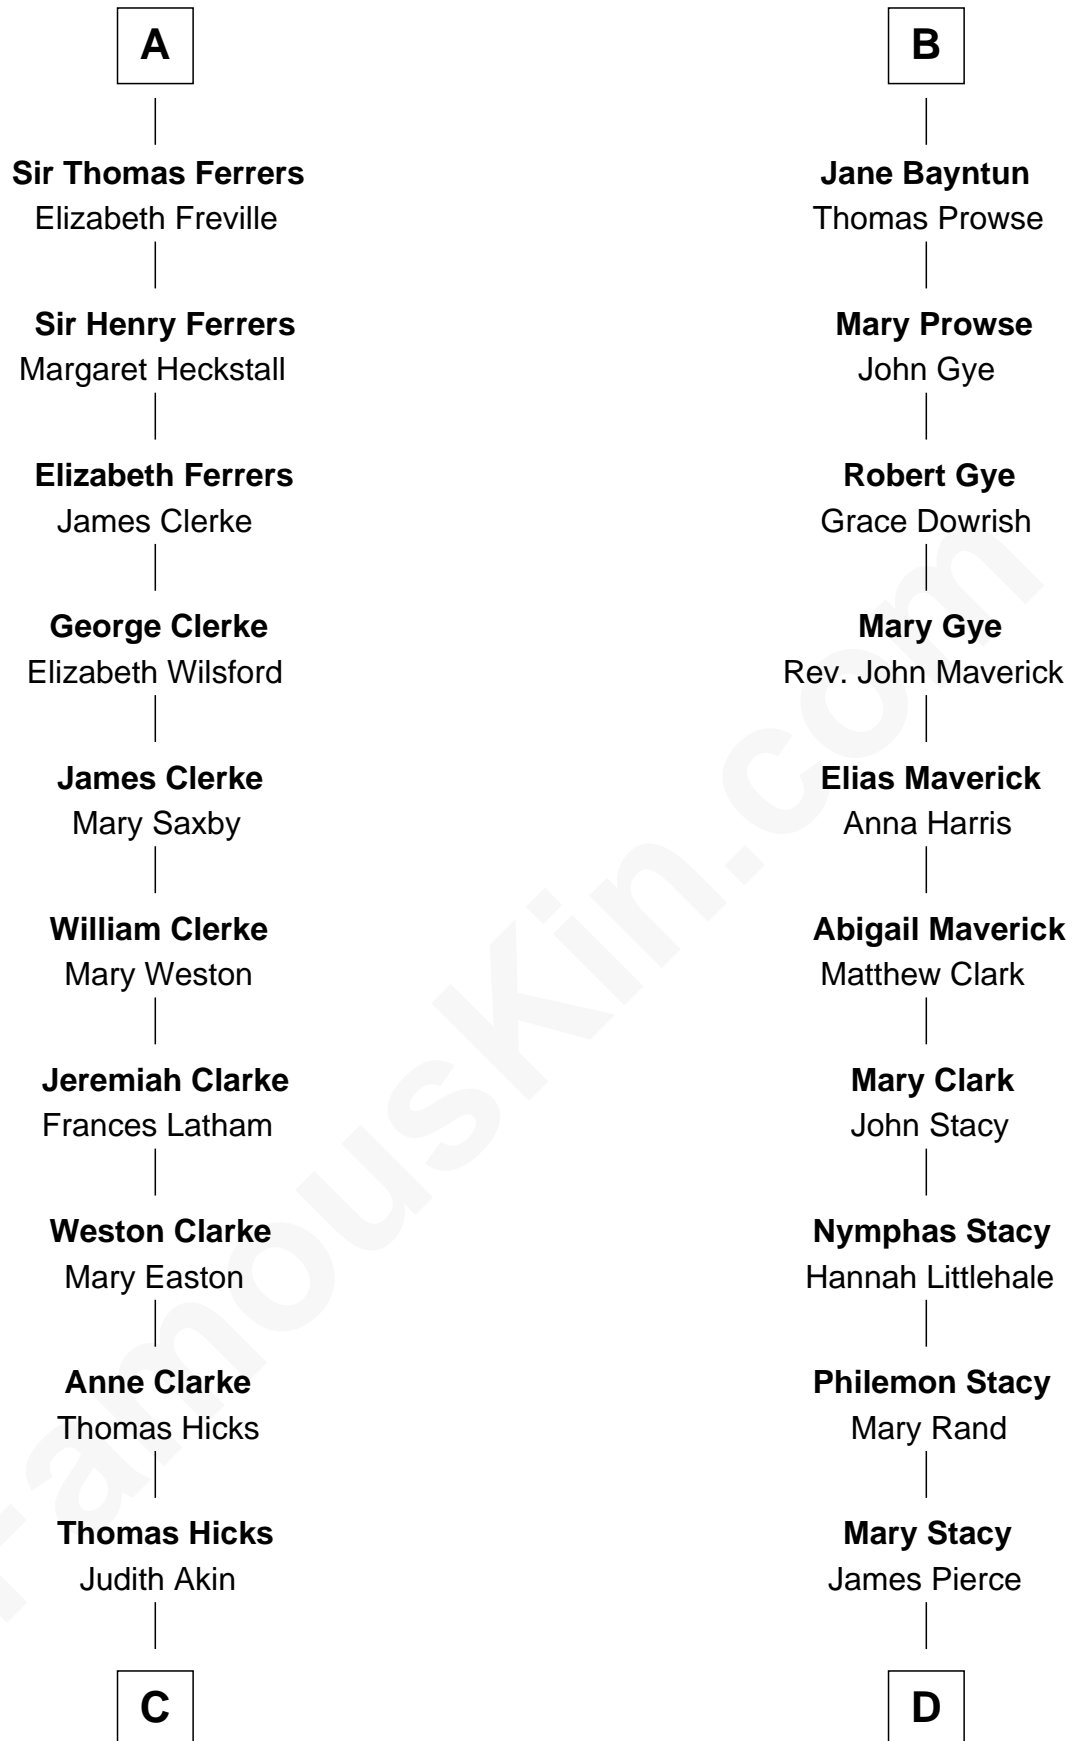 A
Sir Thomas Ferrers
Elizabeth Freville
Sir Henry Ferrers
Margaret Heckstall
Elizabeth Ferrers
James Clerke
George Clerke
Elizabeth Wilsford
James Clerke
Mary Saxby
William Clerke
Mary Weston
Jeremiah Clarke
Frances Latham
Weston Clarke
Mary Easton
Anne Clarke
Thomas Hicks
Thomas Hicks
Judith Akin
C
B
Jane Bayntun
Thomas Prowse
Mary Prowse
John Gye
Robert Gye
Grace Dowrish
Mary Gye
Rev. John Maverick
Elias Maverick
Anna Harris
Abigail Maverick
Matthew Clark
Mary Clark
John Stacy
Nymphas Stacy
Hannah Littlehale
Philemon Stacy
Mary Rand
Mary Stacy
James Pierce
D
FamousKin.com